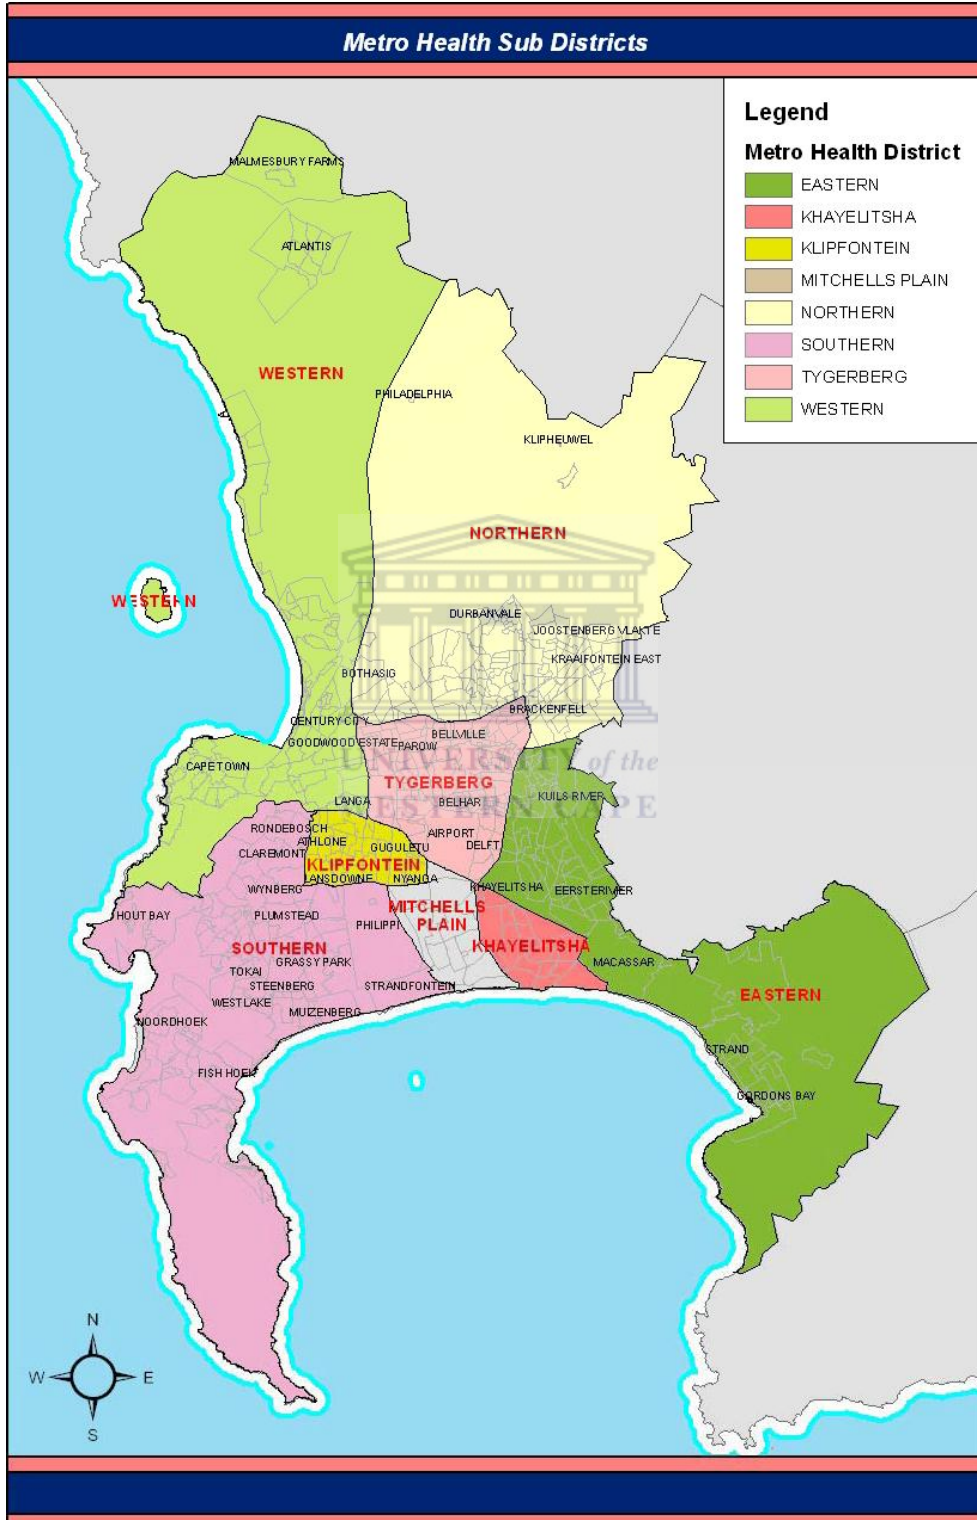 Metro Health Sub Districts
Legend
Metro Health District
EASTERN
KHAYELITSHA
KLIPFONTEIN
MITCHELLS PLAIN
NORTHERN
SOUTHERN
TYGERBERG
WESTERN
MALMESBURY FARMS
ATLANTIS
WESTERN
PHILADELPHIA
KLIPHEUWEL
NORTHERN
WESTERN
DURBANVALE
JOOSTENBERG VLAKTE
KRAAIFONTEIN EAST
BOTHASIG
BRACKENFELL
CENTURY CITY
BELLVILLE
GOODWOOD ESTATE
PAROW
UNIVERSITY of the
CAPE TOWN
TYGERBERG
KUILS RIVER
LANGA
BELHAR
WESTERN CAPE
RONDEBOSCH
ATHLONE
AIRPORT
CLAREMONT
GUGULETU
DELFT
KLIPFONTEIN
LANSDOWNE
NYANGA
WYNBERG
KHAYELITSHA
EERSTERIVIER
MITCHELLS
PLAIN
HOUT BAY
PLUMSTEAD
PHILIPPI
SOUTHERN
KHAYELITSHA
GRASSY PARK
MACASSAR
TOKAI
STEENBERG
STRANDFONTEIN
EASTERN
WESTLAKE
MUIZENBERG
NOORDHOEK
STRAND
FISH HOEK
GORDONS BAY
N
W
E
S